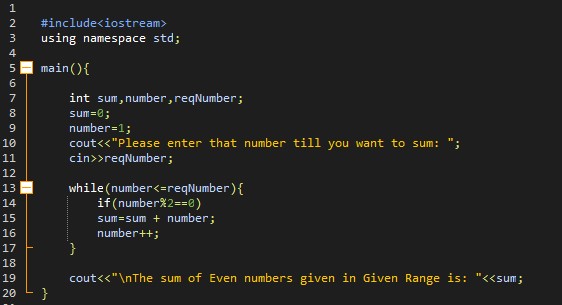 1
2 #include<iostream>
3 using namespace std;
4
5 main(){
6
7 int sum,number,reqNumber;
8 sum=0;
9 number=1;
10 cout<<"Please enter that number till you want to sum: ";
11 cin>>reqNumber;
12
13 while(number<=reqNumber){
14 if(number%2==0)
15 sum=sum + number;
16 number++;
17 }
18
19 cout<<"\nThe sum of Even numbers given in Given Range is: "<<sum;
20 }